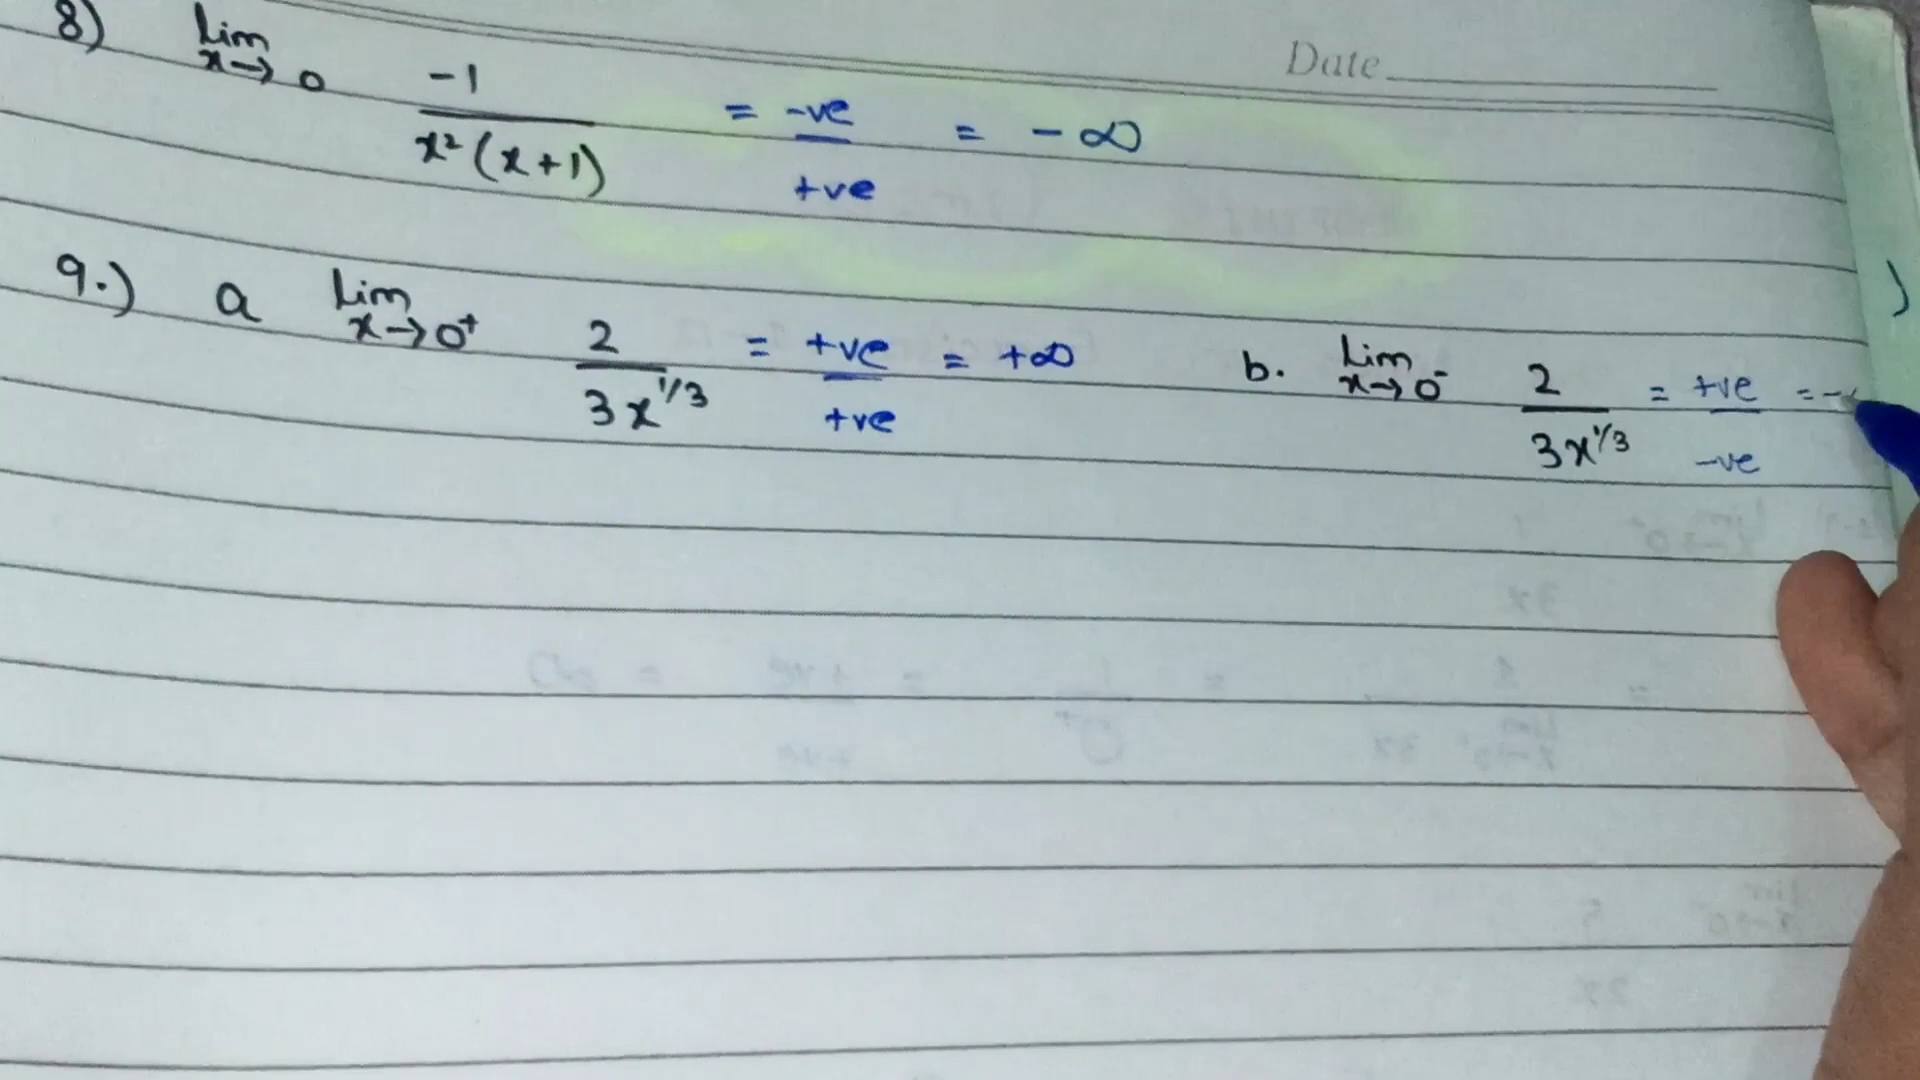 Date
8) Lim x→0 -1/x²(x+1) = -ve/+ve = -∞
9.) a Lim x→0⁺ 2/3x^1/3 = +ve/+ve = +∞
b. Lim x→0⁻ 2/3x^1/3 = +ve/-ve = -